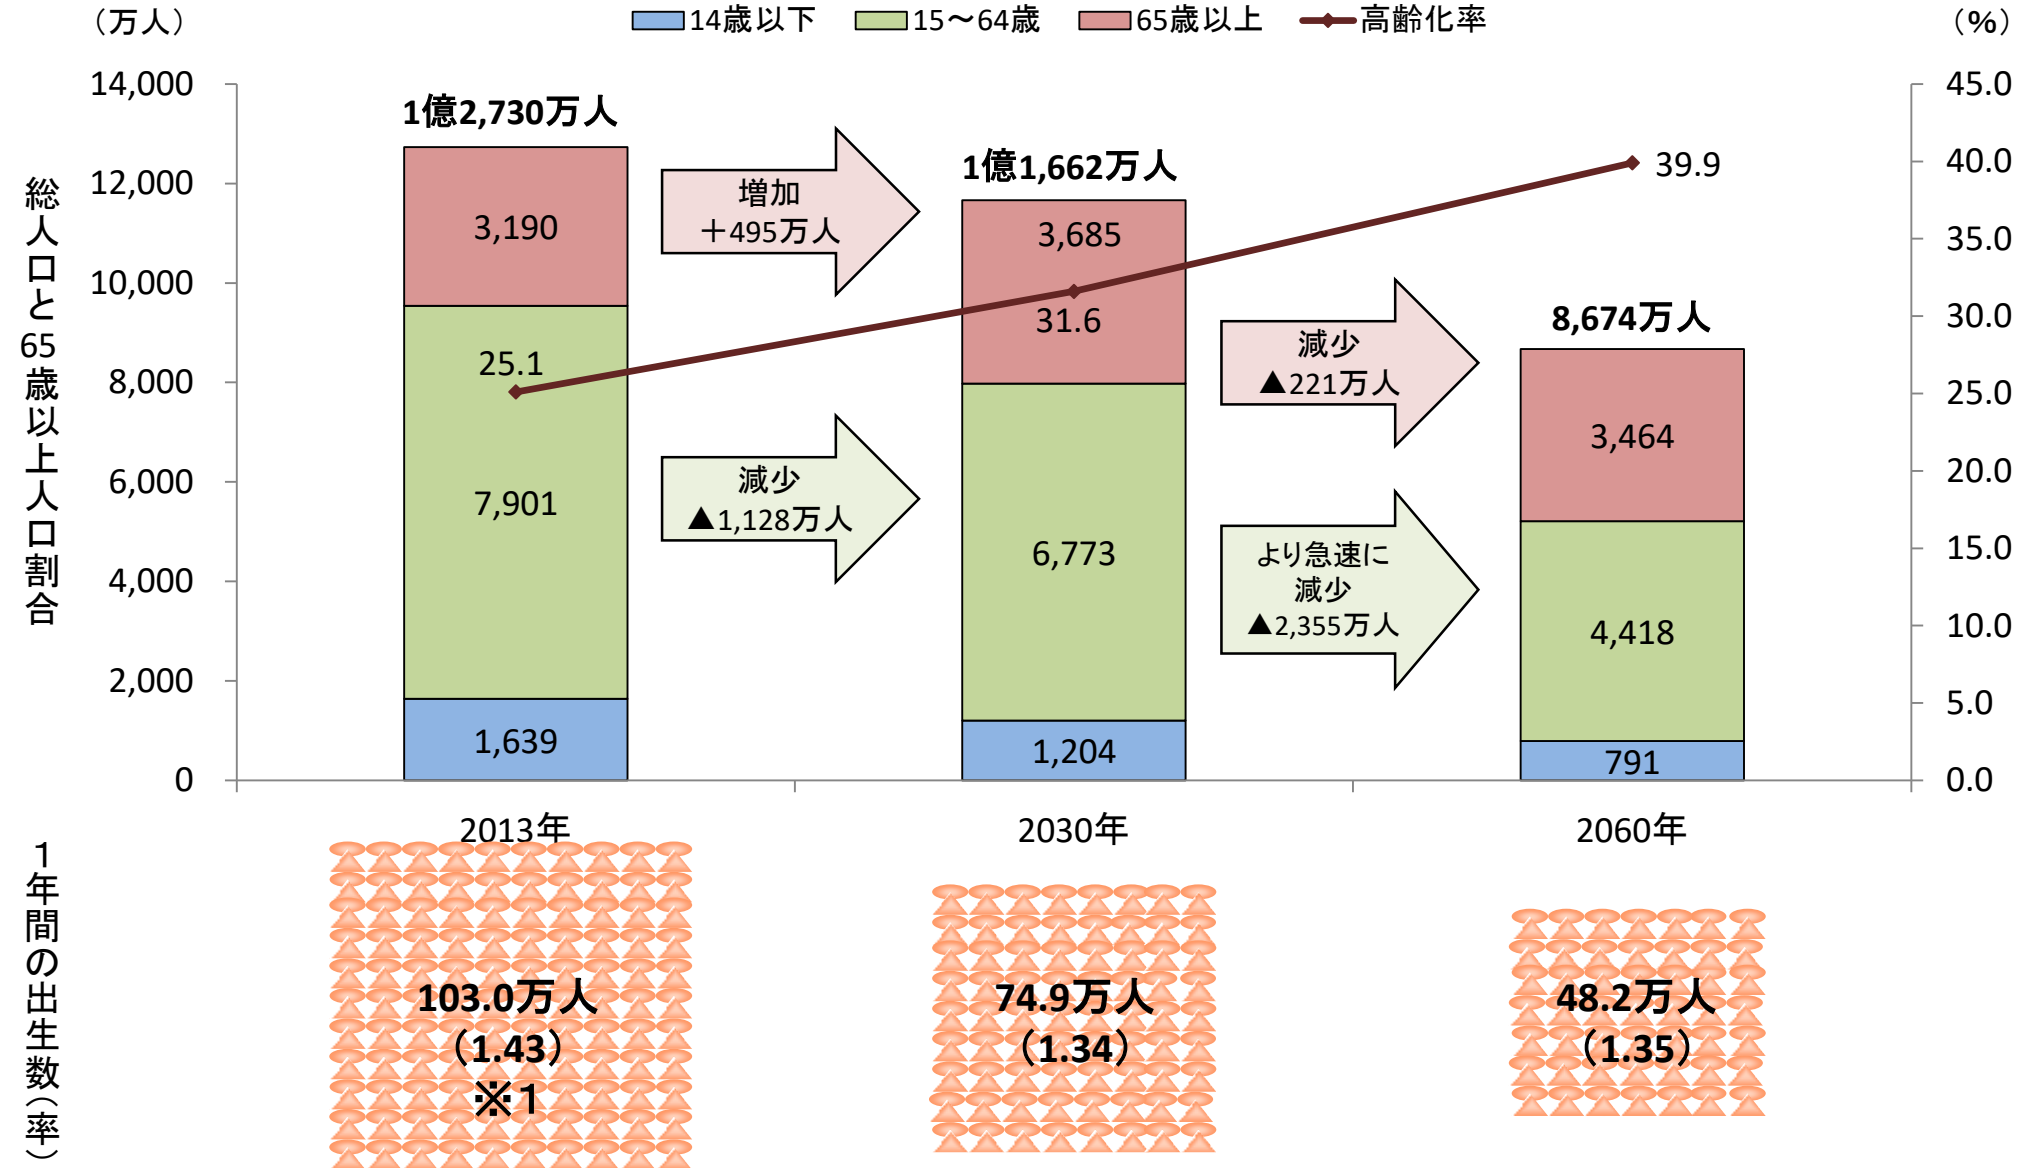 （万人）
14歳以下
15～64歳
65歳以上
高齢化率
（%）
14,000
12,000
10,000
8,000
6,000
4,000
2,000
0
45.0
40.0
35.0
30.0
25.0
20.0
15.0
10.0
5.0
0.0
総人口と65歳以上人口割合
1億2,730万人
3,190
25.1
7,901
1,639
増加
＋495万人
減少
▲1,128万人
1億1,662万人
3,685
31.6
6,773
1,204
減少
▲221万人
より急速に
減少
▲2,355万人
39.9
8,674万人
3,464
4,418
791
2013年
2030年
2060年
１年間の出生数（率）
103.0万人
（1.43）
※１
74.9万人
（1.34）
48.2万人
（1.35）